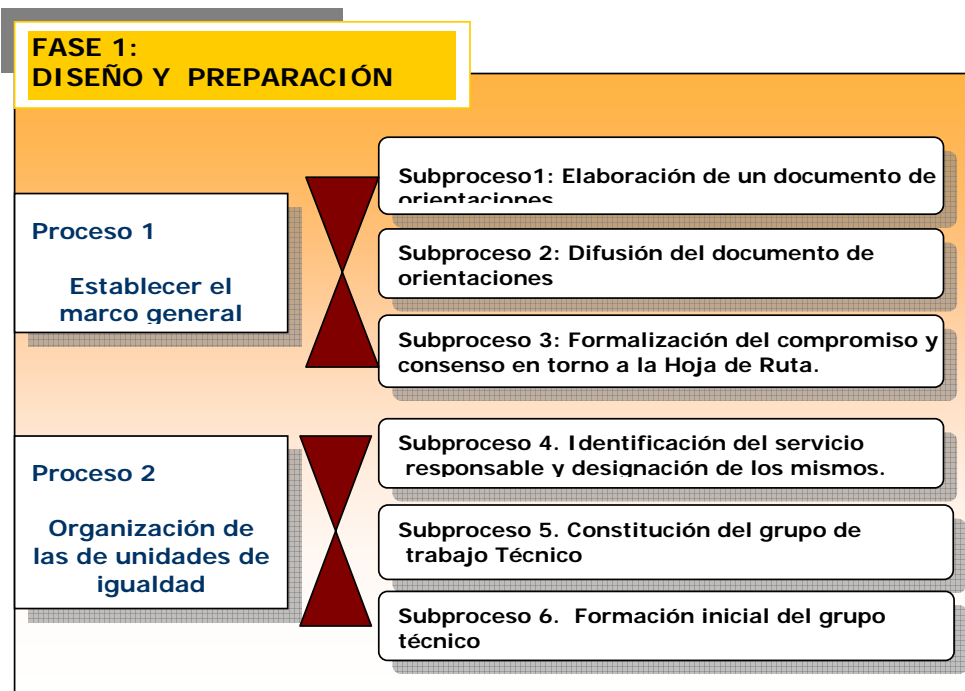 FASE 1:
DISEÑO Y PREPARACIÓN
Proceso 1
Establecer el
marco general
Subproceso1: Elaboración de un documento de
orientaciones
Subproceso 2: Difusión del documento de
orientaciones
Subproceso 3: Formalización del compromiso y
consenso en torno a la Hoja de Ruta.
Proceso 2
Organización de
las de unidades de
igualdad
Subproceso 4. Identificación del servicio
responsable y designación de los mismos.
Subproceso 5. Constitución del grupo de
trabajo Técnico
Subproceso 6. Formación inicial del grupo
técnico